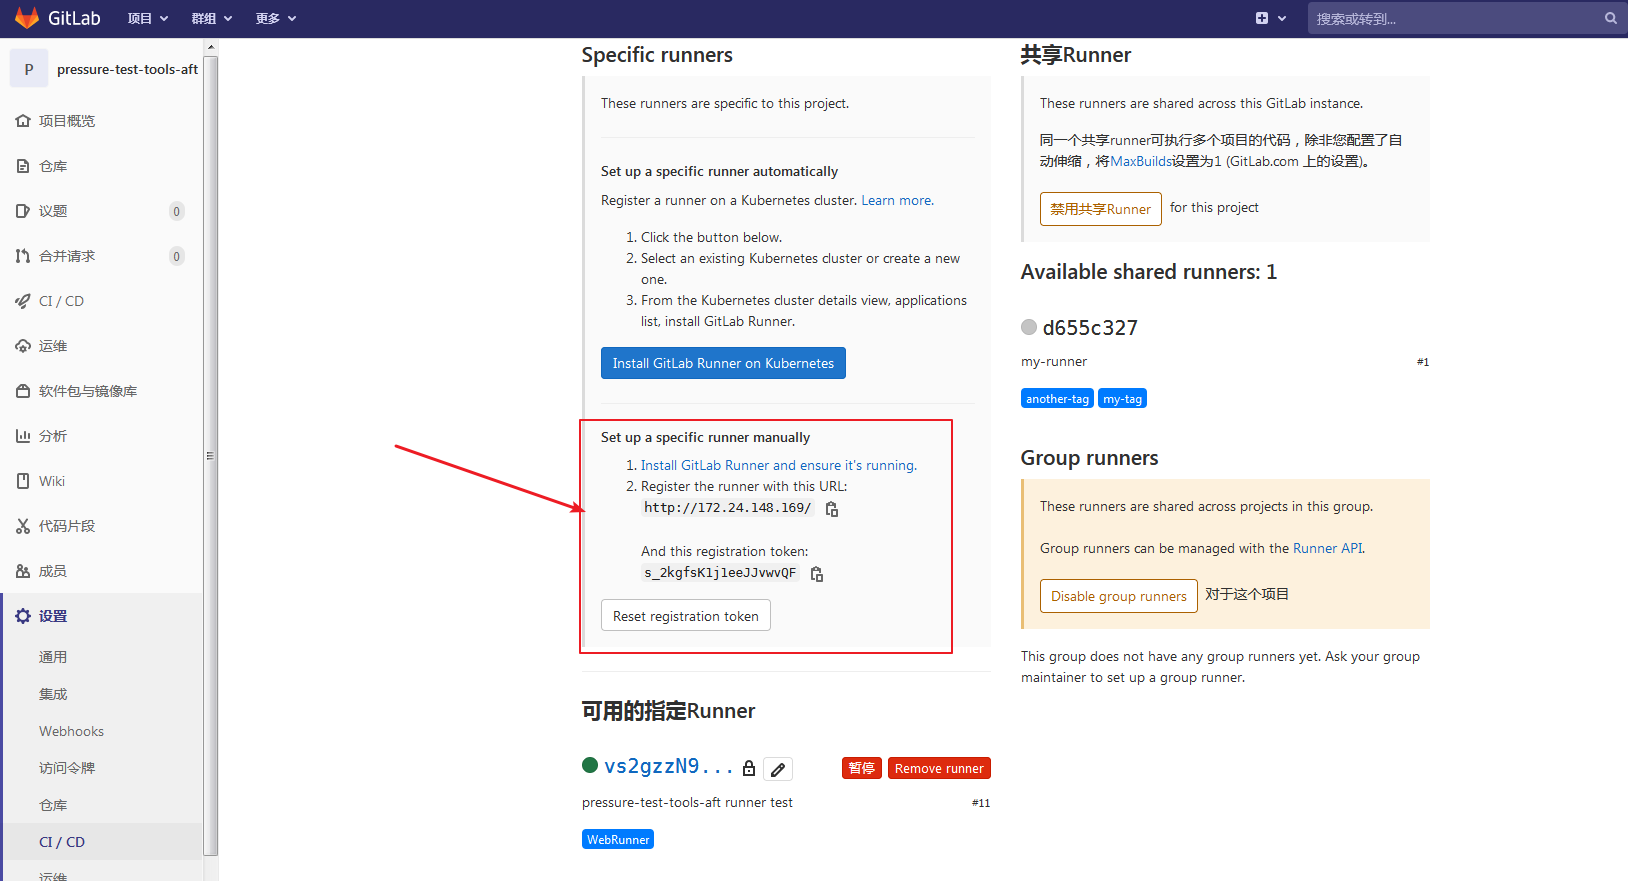 GitLab
项目
群组
更多
搜索或转到...
P
pressure-test-tools-aft
项目概览
仓库
议题
0
合并请求
0
CI / CD
运维
软件包与镜像库
分析
Wiki
代码片段
成员
设置
通用
集成
Webhooks
访问令牌
仓库
CI / CD
运维
Specific runners
These runners are specific to this project.
Set up a specific runner automatically
Register a runner on a Kubernetes cluster. Learn more.
1. Click the button below.
2. Select an existing Kubernetes cluster or create a new
one.
3. From the Kubernetes cluster details view, applications
list, install GitLab Runner.
Install GitLab Runner on Kubernetes
Set up a specific runner manually
1. Install GitLab Runner and ensure it's running.
2. Register the runner with this URL:
http://172.24.148.169/
And this registration token:
s_2kgfsK1j1eeJJvwvQF
Reset registration token
可用的指定Runner
vs2gzzN9...
暂停
Remove runner
pressure-test-tools-aft runner test
#11
WebRunner
共享Runner
These runners are shared across this GitLab instance.
同一个共享runner可执行多个项目的代码，除非您配置了自
动伸缩，将MaxBuilds设置为1 (GitLab.com 上的设置)。
禁用共享Runner for this project
Available shared runners: 1
d655c327
my-runner
#1
another-tag my-tag
Group runners
These runners are shared across projects in this group.
Group runners can be managed with the Runner API.
Disable group runners 对于这个项目
This group does not have any group runners yet. Ask your group
maintainer to set up a group runner.